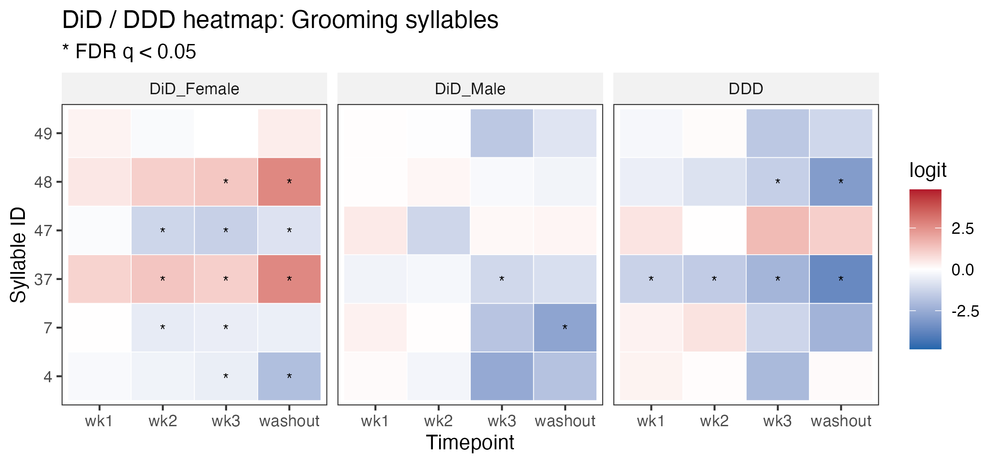 DiD / DDD heatmap: Grooming syllables
* FDR q < 0.05
DiD_Female
DiD_Male
DDD
Syllable ID
49
48
* *
* *
47
* * *
37
* * *
*
* * * *
7
* *
*
4
* *
wk1 wk2 wk3 washout
wk1 wk2 wk3 washout
wk1 wk2 wk3 washout
Timepoint
logit
2.5
0.0
-2.5